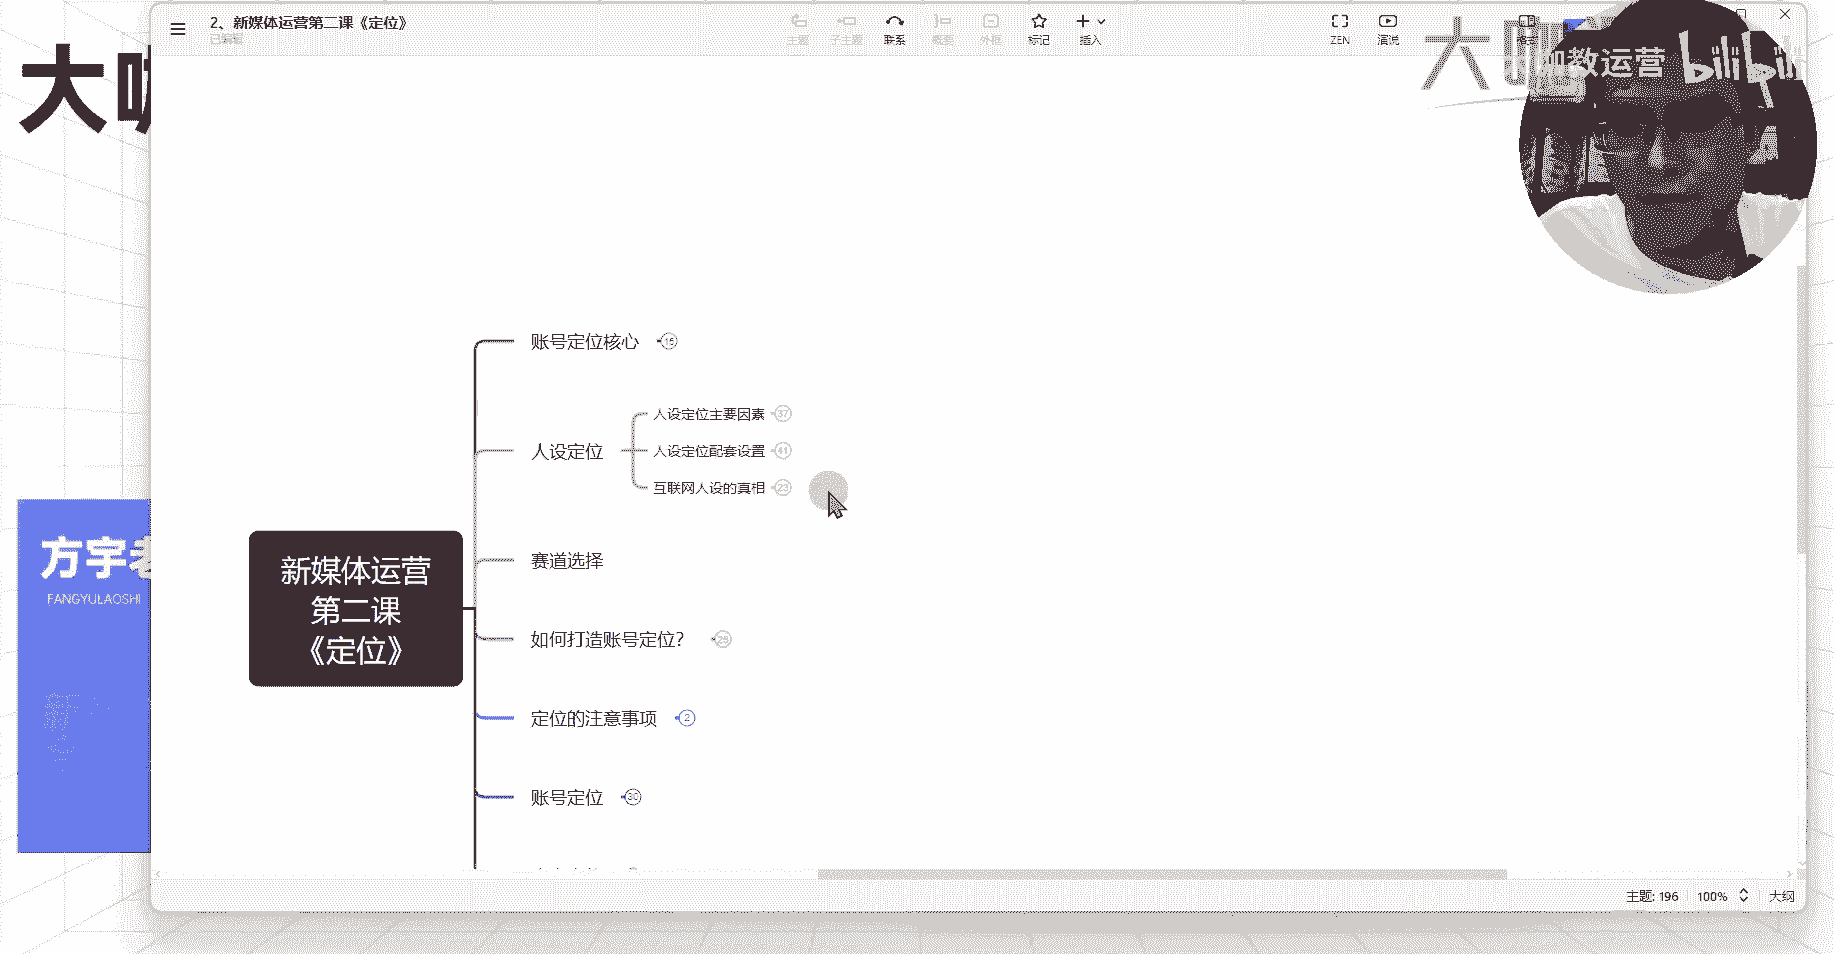 2、新媒体运营第二课《定位》
已编辑
主题
子主题
联系
概要
外框
标记
插入
ZEN
演说
大咖
咖教运营 bilibili
大
账号定位核心
人设定位
人设定位主要因素 37
人设定位配套设置 41
互联网人设的真相 23
赛道选择
新媒体运营
第二课
《定位》
如何打造账号定位?
定位的注意事项 2
账号定位 30
方宇
FANGYULAOSHI
主题: 196
100%
大纲